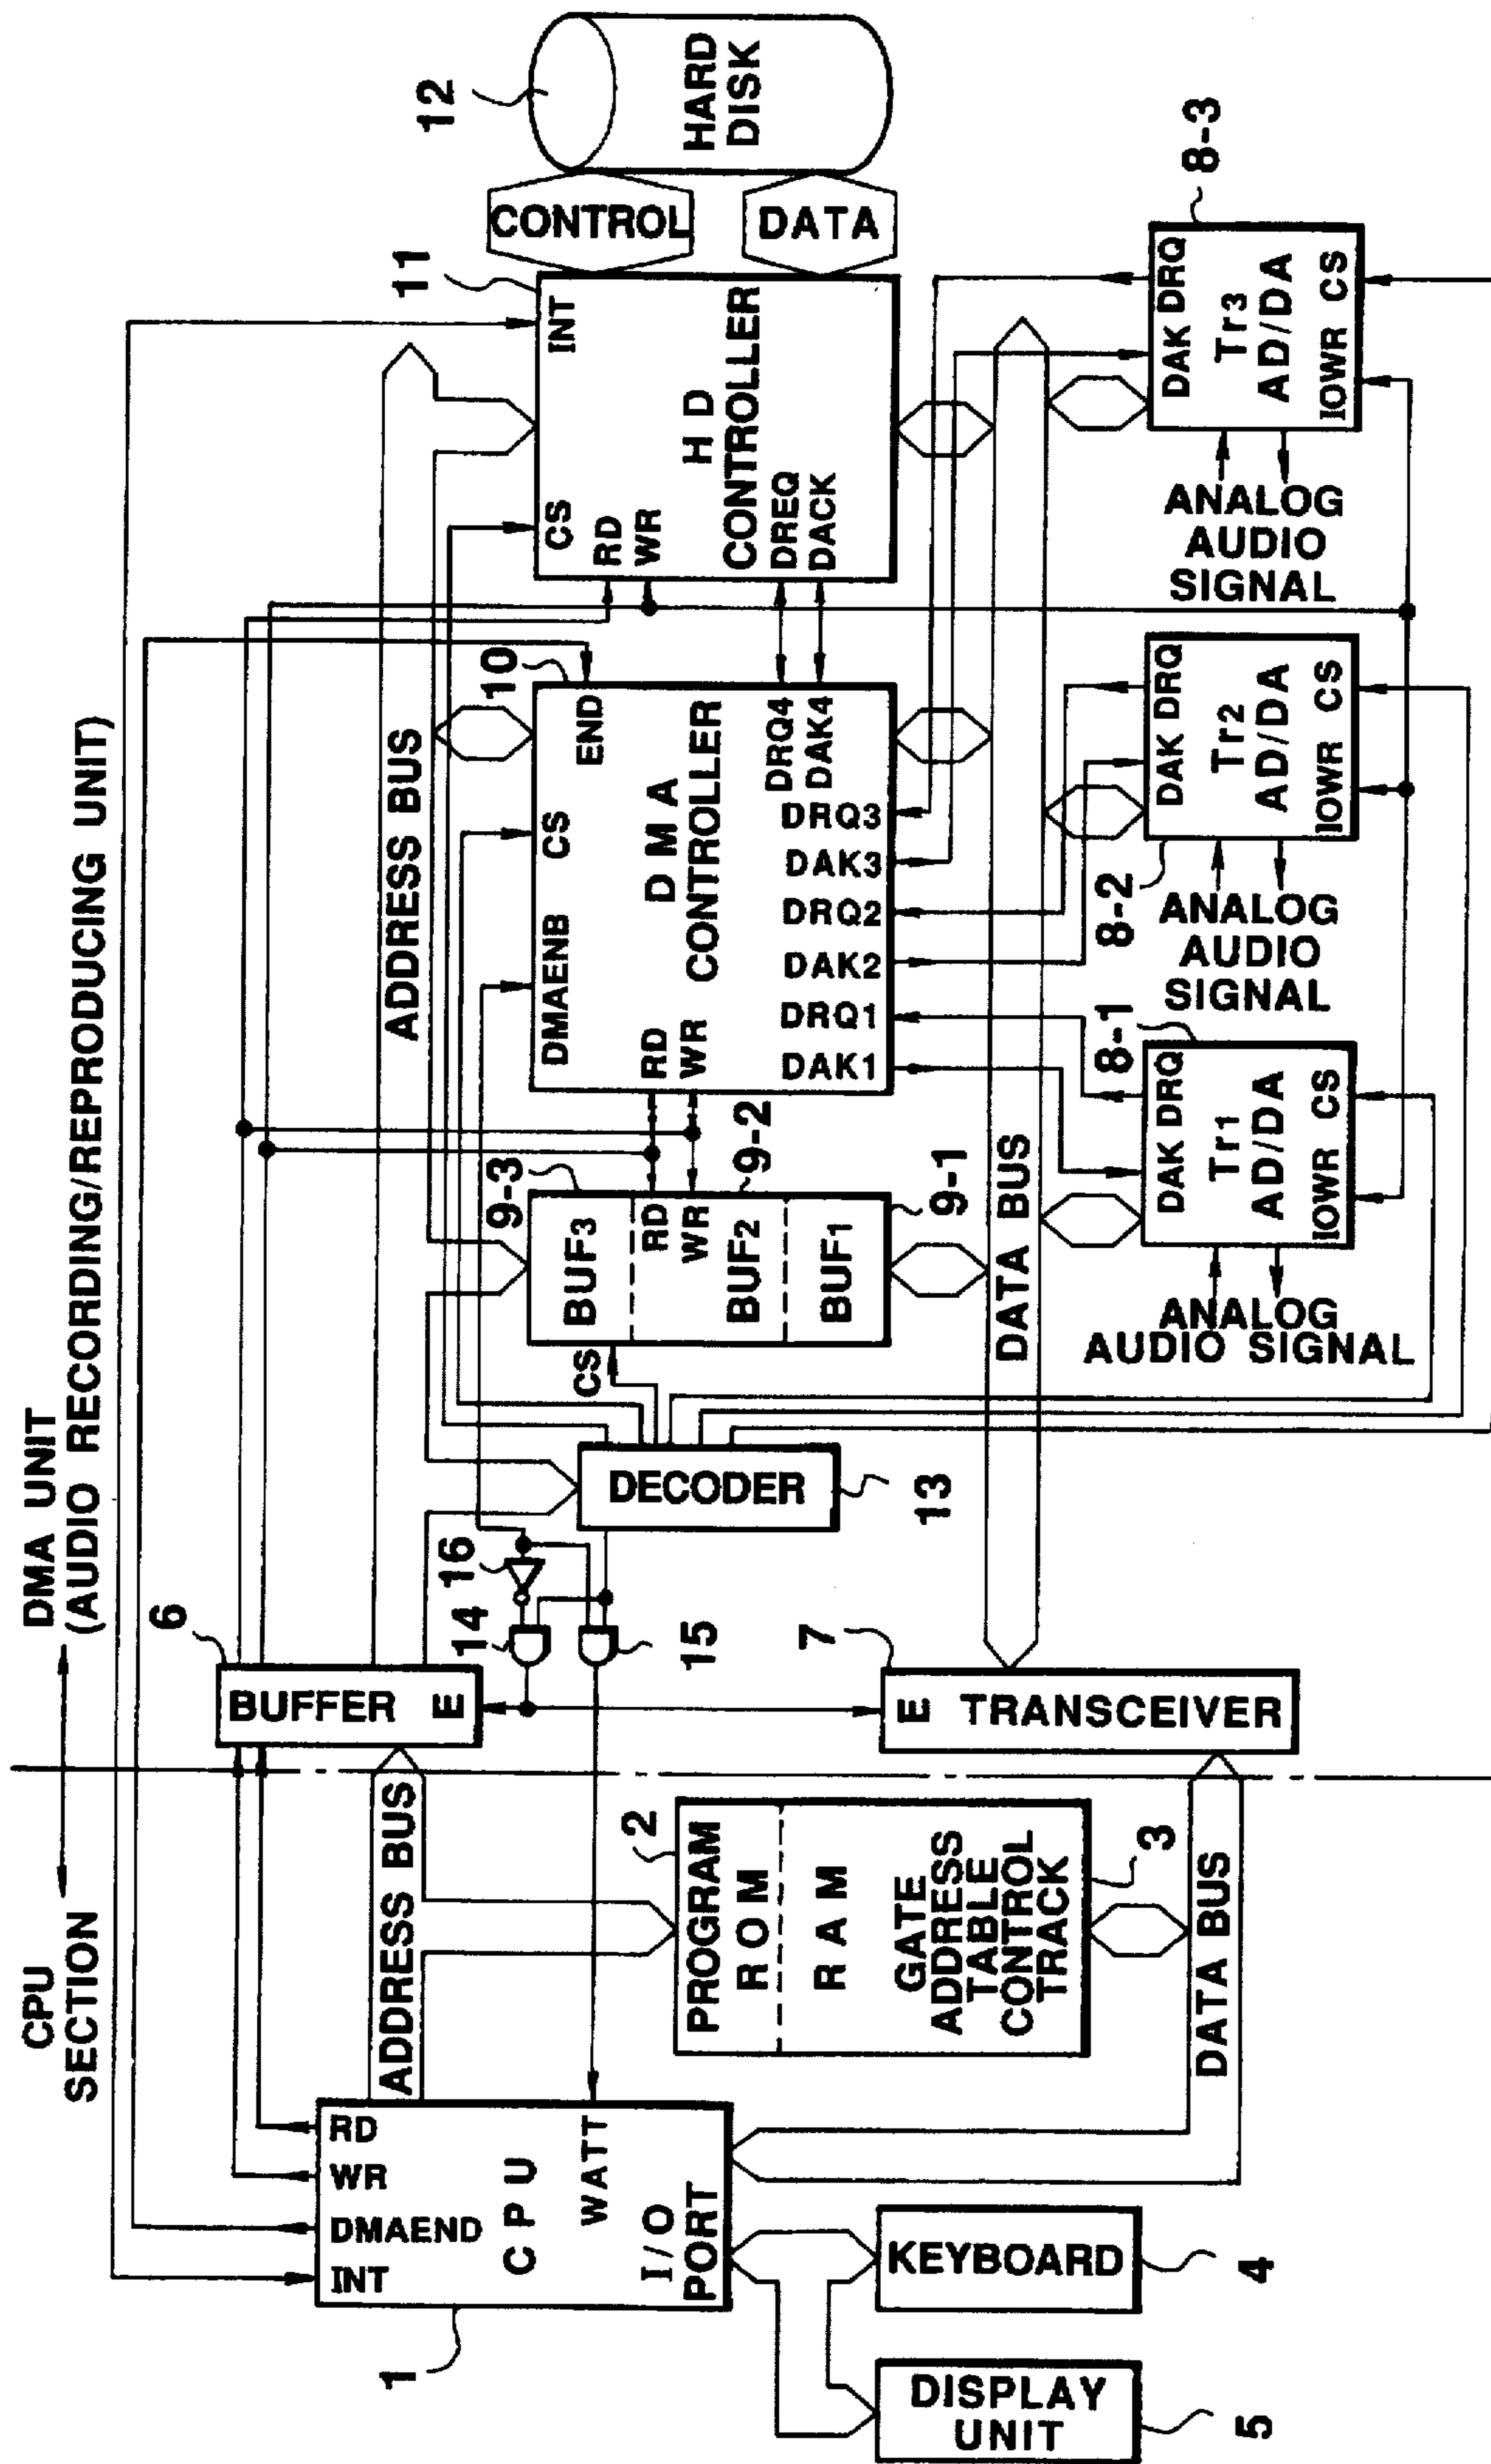 CPU
SECTION
DMA UNIT
(AUDIO RECORDING/REPRODUCING UNIT)
INT
DMAEND
WR
RD
CPU
WATT
I/O
PORT
1
ADDRESS BUS
PROGRAM
ROM
RAM
GATE
ADDRESS
TABLE
CONTROL
TRACK
2
3
DATA BUS
KEYBOARD
4
DISPLAY
UNIT
5
BUFFER E
6
E TRANSCEIVER
7
14
15
16
DECODER
13
ADDRESS BUS
CS
BUF3
RD
WR
BUF2
BUF1
9-3
9-2
9-1
DATA BUS
DMAENB
CS
END
10
RD
WR
DMA
CONTROLLER
DAK1
DRQ1
DAK2
DRQ2
DAK3
DRQ3
DRQ4
DAK4
CS
INT
11
RD
WR
HD
CONTROLLER
DREQ
DACK
CONTROL
DATA
12
HARD
DISK
8-1
DAK DRQ
Tr1
AD/DA
IOWR CS
ANALOG
AUDIO SIGNAL
8-2
DAK DRQ
Tr2
AD/DA
IOWR CS
ANALOG
AUDIO
SIGNAL
8-3
DAK DRQ
Tr3
AD/DA
IOWR CS
ANALOG
AUDIO
SIGNAL